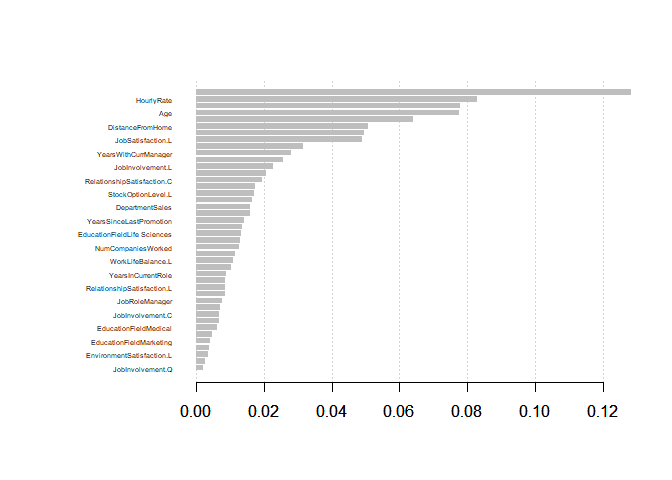 HourlyRate
Age
DistanceFromHome
JobSatisfaction.L
YearsWithCurrManager
JobInvolvement.L
RelationshipSatisfaction.C
StockOptionLevel.L
DepartmentSales
YearsSinceLastPromotion
EducationFieldLife Sciences
NumCompaniesWorked
WorkLifeBalance.L
YearsInCurrentRole
RelationshipSatisfaction.L
JobRoleManager
JobInvolvement.C
EducationFieldMedical
EducationFieldMarketing
EnvironmentSatisfaction.L
JobInvolvement.Q
0.00 0.02 0.04 0.06 0.08 0.10 0.12